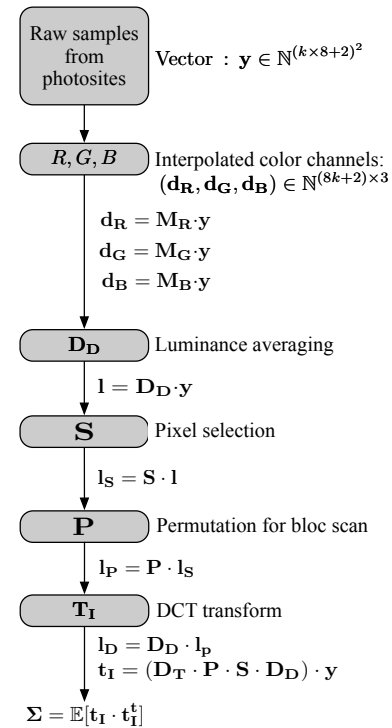 Raw samples
from
photosites
Vector : y ∈ ℕ^{(k×8+2)^2}
R, G, B
Interpolated color channels:
(d_R, d_G, d_B) ∈ ℕ^{(8k+2)×3}
d_R = M_R·y
d_G = M_G·y
d_B = M_B·y
D_D
Luminance averaging
l = D_D·y
S
Pixel selection
l_S = S · l
P
Permutation for bloc scan
l_P = P · l_S
T_I
DCT transform
l_D = D_D · l_p
t_I = (D_T · P · S · D_D) · y
Σ = 𝔼[t_I · t_I^t]